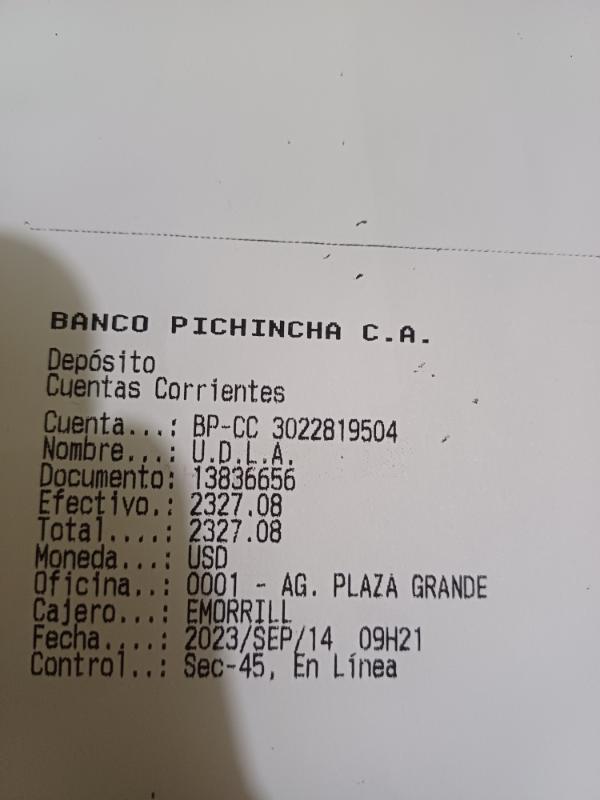 BANCO PICHINCHA C.A.
Depósito
Cuentas Corrientes
Cuenta...: BP-CC 3022819504
Nombre...: U.D.L.A.
Documento: 13836656
Efectivo.: 2327.08
Total....: 2327.08
Moneda...: USD
Oficina..: 0001 - AG. PLAZA GRANDE
Cajero...: EMORRILL
Fecha....: 2023/SEP/14 09H21
Control..: Sec-45, En Línea